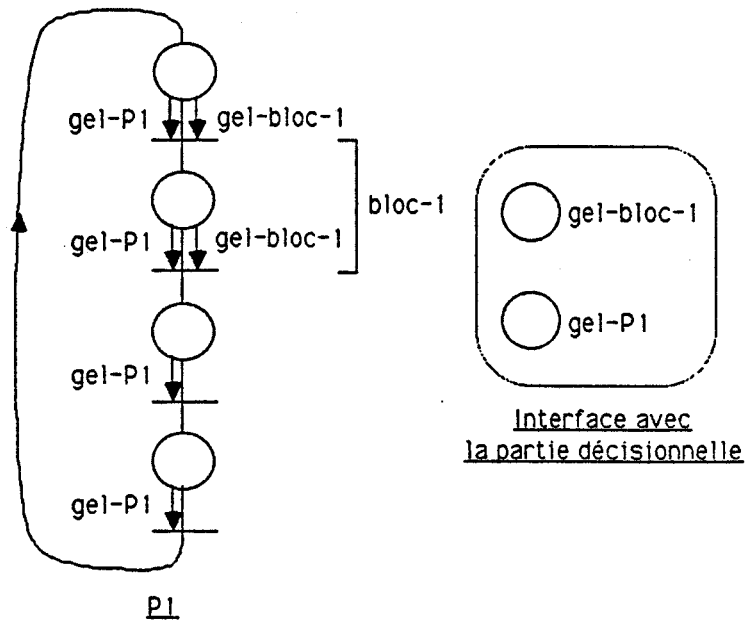 gel-P1 gel-bloc-1
bloc-1
gel-P1 gel-bloc-1
gel-P1
gel-P1
P1
gel-bloc-1
gel-P1
Interface avec
la partie décisionnelle